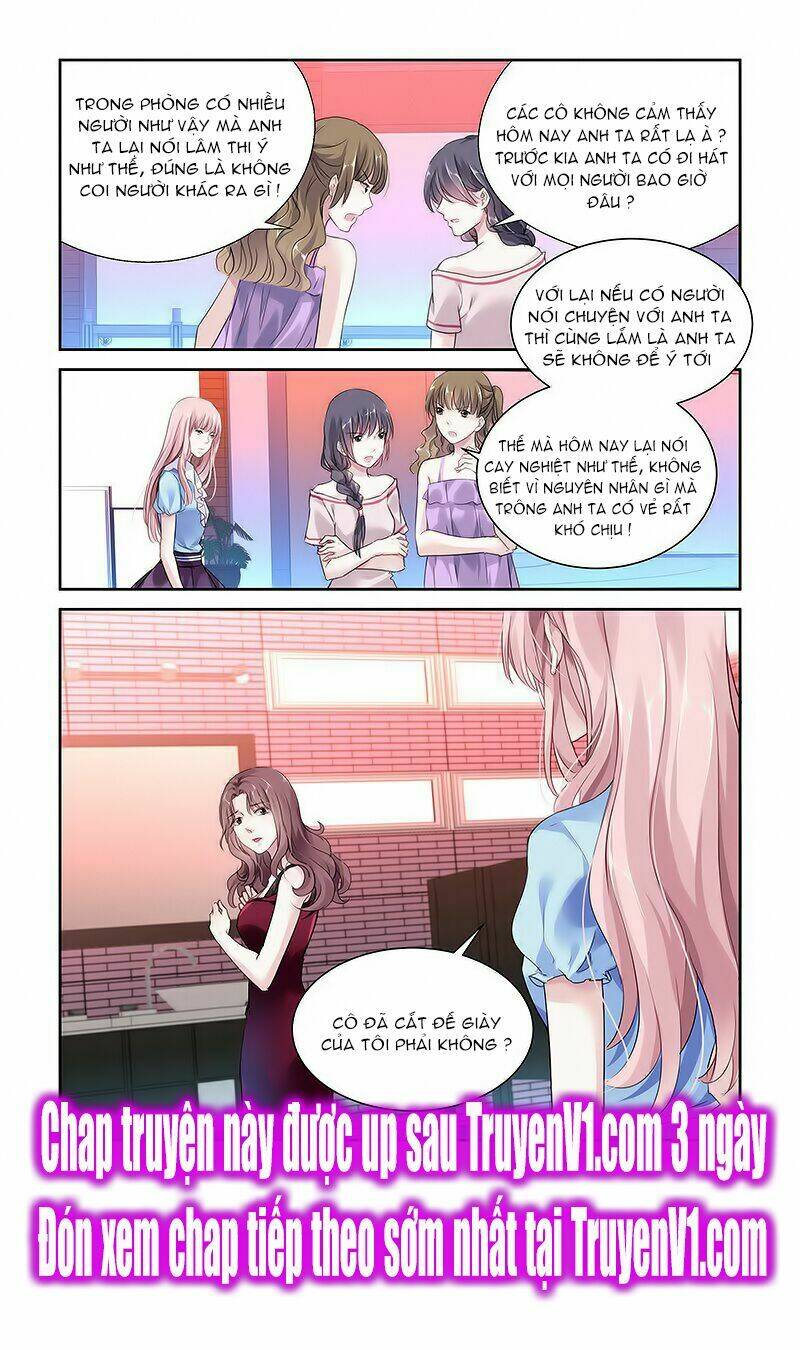 TRONG PHÒNG CÓ NHIỀU
NGƯỜI NHƯ VẬY MÀ ANH
TA LẠI NÓI LÂM THI Ý
NHƯ THẾ, ĐÚNG LÀ KHÔNG
COI NGƯỜI KHÁC RA GÌ !
CÁC CÔ KHÔNG CẢM THẤY
HÔM NAY ANH TA RẤT LẠ À ?
TRƯỚC KIA ANH TA CÓ ĐI HÁT
VỚI MỌI NGƯỜI BAO GIỜ
ĐÂU ?
VỚI LẠI NẾU CÓ NGƯỜI
NÓI CHUYỆN VỚI ANH TA
THÌ CÙNG LẮM LÀ ANH TA
SẼ KHÔNG ĐỂ Ý TỚI
THẾ MÀ HÔM NAY LẠI NÓI
CAY NGHIỆT NHƯ THẾ, KHÔNG
BIẾT VÌ NGUYÊN NHÂN GÌ MÀ
TRÔNG ANH TA CÓ VẺ RẤT
KHÓ CHỊU !
CÔ ĐÃ CẮT ĐẾ GIÀY
CỦA TÔI PHẢI KHÔNG ?
Chap truyện này được up sau TruyenV1.com 3 ngày
Đón xem chap tiếp theo sớm nhất tại TruyenV1.com